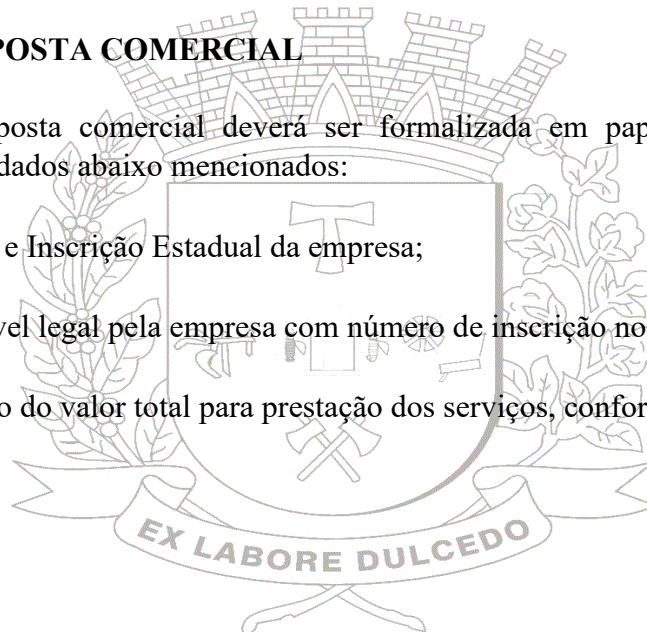 POSTA COMERCIAL
posta comercial deverá ser formalizada em pap
dados abaixo mencionados:
e Inscrição Estadual da empresa;
vel legal pela empresa com número de inscrição no
o do valor total para prestação dos serviços, confor
EX LABORE DULCEDO